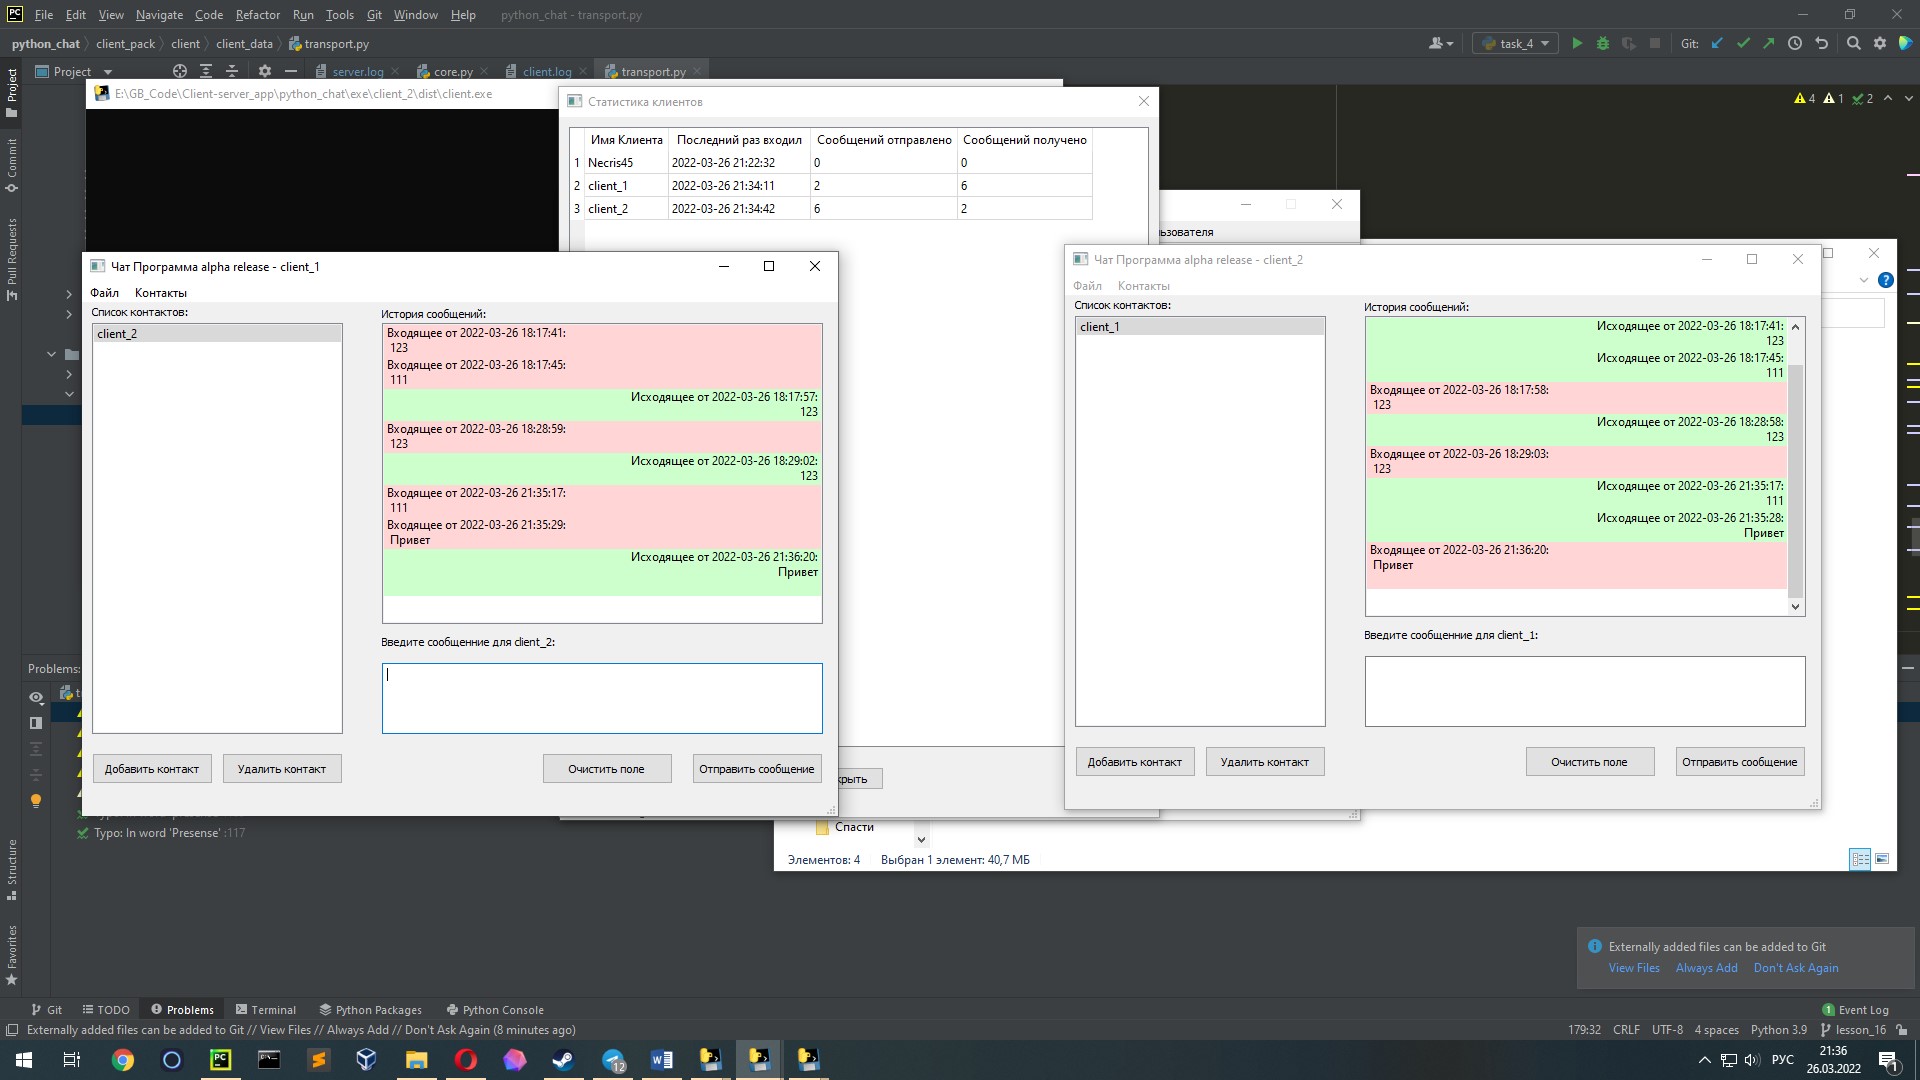 File Edit View Navigate Code Refactor Run Tools Git Window Help python_chat - transport.py
python_chat client_pack client client_data transport.py
task_4 Git:
Project server.log core.py client.log transport.py
4 1 2
Project
Commit
Pull Requests
Structure
Favorites
E:\GB_Code\Client-server_app\python_chat\exe\client_2\dist\client.exe
Статистика клиентов
Имя Клиента Последний раз входил Сообщений отправлено Сообщений получено
1 Necris45 2022-03-26 21:22:32 0 0
2 client_1 2022-03-26 21:34:11 2 6
3 client_2 2022-03-26 21:34:42 6 2
ьзователя
Чат Программа alpha release - client_1
Файл Контакты
Список контактов:
client_2
История сообщений:
Входящее от 2022-03-26 18:17:41:
123
Входящее от 2022-03-26 18:17:45:
111
Исходящее от 2022-03-26 18:17:57:
123
Входящее от 2022-03-26 18:28:59:
123
Исходящее от 2022-03-26 18:29:02:
123
Входящее от 2022-03-26 21:35:17:
111
Входящее от 2022-03-26 21:35:29:
Привет
Исходящее от 2022-03-26 21:36:20:
Привет
Введите сообщенние для client_2:
Добавить контакт Удалить контакт Очистить поле Отправить сообщение
крыть
Чат Программа alpha release - client_2
Файл Контакты
Список контактов:
client_1
История сообщений:
Исходящее от 2022-03-26 18:17:41:
123
Исходящее от 2022-03-26 18:17:45:
111
Входящее от 2022-03-26 18:17:58:
123
Исходящее от 2022-03-26 18:28:58:
123
Входящее от 2022-03-26 18:29:03:
123
Исходящее от 2022-03-26 21:35:17:
111
Исходящее от 2022-03-26 21:35:28:
Привет
Входящее от 2022-03-26 21:36:20:
Привет
Введите сообщенние для client_1:
Добавить контакт Удалить контакт Очистить поле Отправить сообщение
Problems:
Typo: In word 'Presense' :117
Спасти
Элементов: 4 Выбран 1 элемент: 40,7 МБ
Externally added files can be added to Git
View Files Always Add Don't Ask Again
Git TODO Problems Terminal Python Packages Python Console 1 Event Log
Externally added files can be added to Git // View Files // Always Add // Don't Ask Again (8 minutes ago) 179:32 CRLF UTF-8 4 spaces Python 3.9 lesson_16
12 РУС 21:36
26.03.2022 1